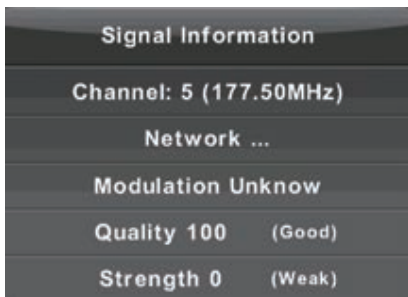 Signal Information
Channel: 5 (177.50MHz)
Network ...
Modulation Unknow
Quality 100 (Good)
Strength 0 (Weak)